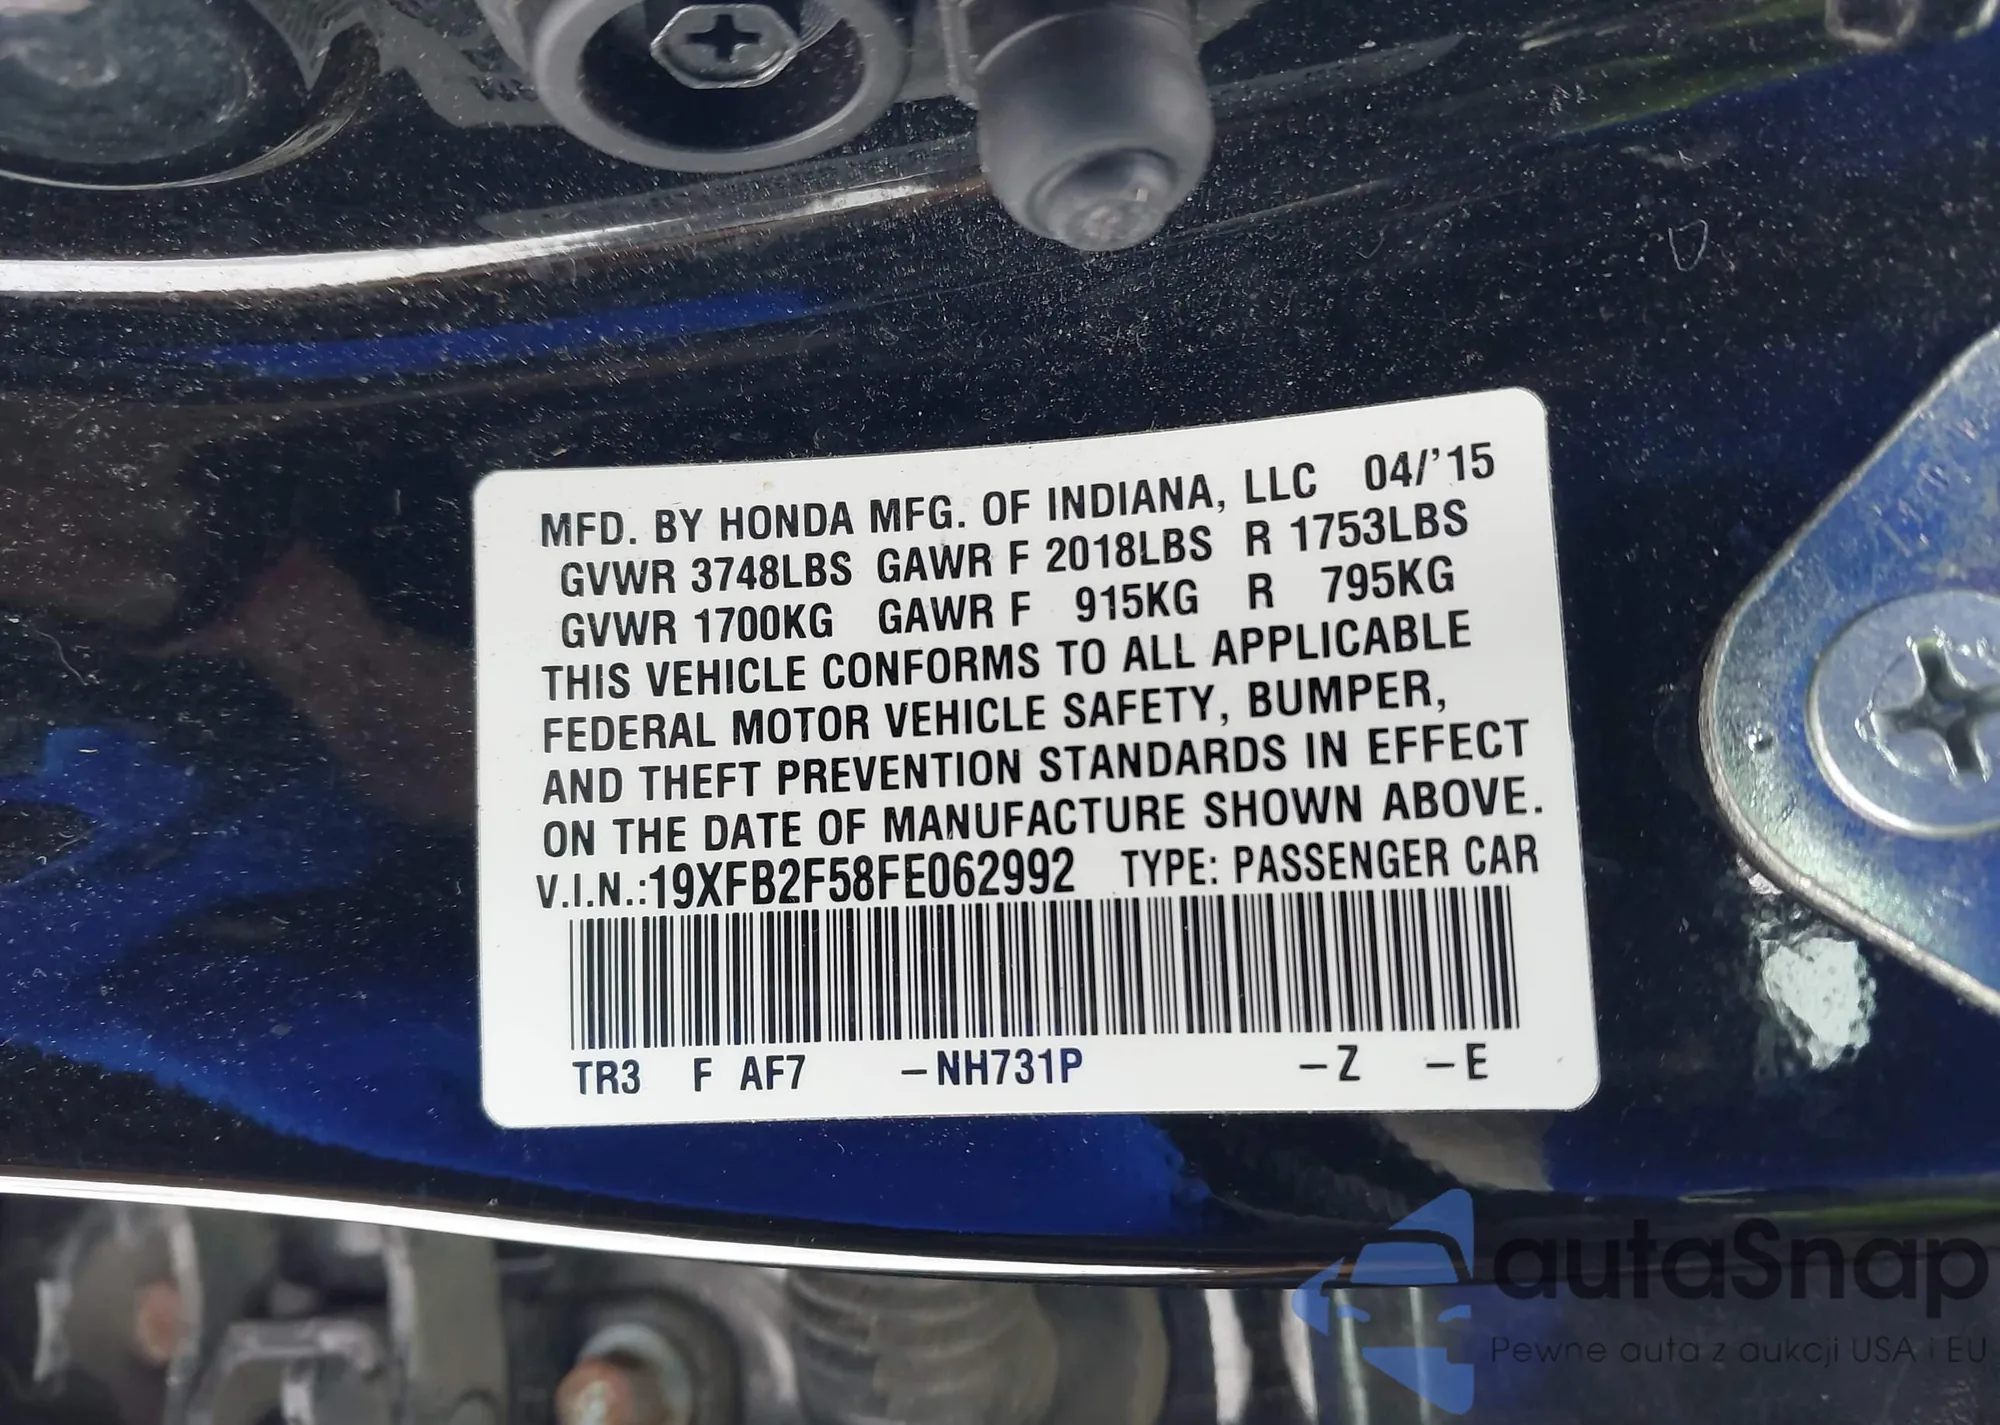 MFD. BY HONDA MFG. OF INDIANA, LLC 04/'15
GVWR 3748LBS GAWR F 2018LBS R 1753LBS
GVWR 1700KG GAWR F 915KG R 795KG
THIS VEHICLE CONFORMS TO ALL APPLICABLE
FEDERAL MOTOR VEHICLE SAFETY, BUMPER,
AND THEFT PREVENTION STANDARDS IN EFFECT
ON THE DATE OF MANUFACTURE SHOWN ABOVE.
V.I.N.:19XFB2F58FE062992 TYPE: PASSENGER CAR
TR3 F AF7 –NH731P –Z –E
autaSnap
Pewne auta z aukcji USA i EU